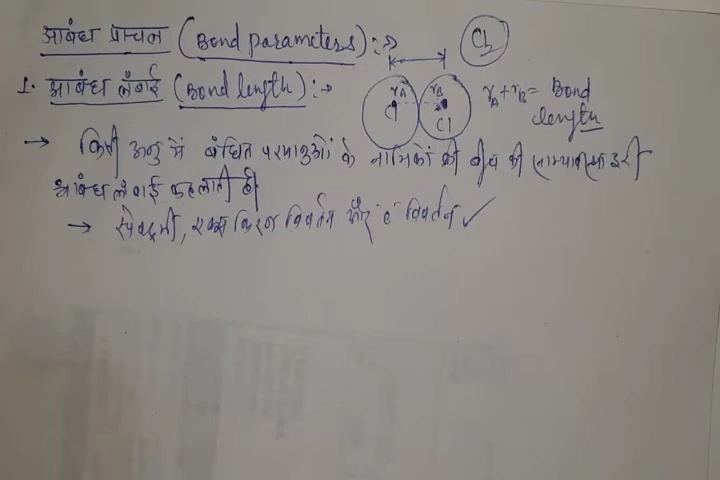 आबंध प्राचल (Bond parameters) :→ Cl₂
1. आबंध लंबाई (Bond length) :→
rA rB
Cl Cl
rA + rB = Bond length
→ किसी अणु में बंधित परमाणुओं के नाभिकों की बीच की साम्यावस्था दूरी
आबंध लंबाई कहलाती है।
→ स्पेक्ट्रमी, एक्स किरण विवर्तन और e⁻ विवर्तन ✓